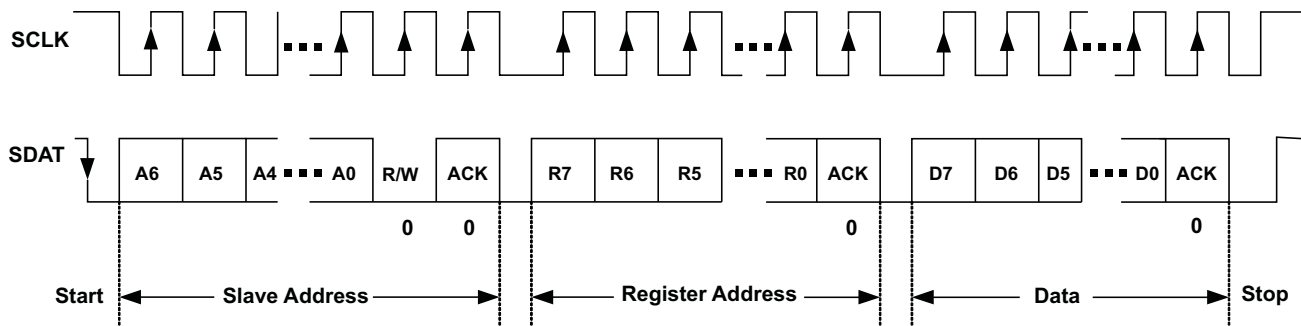 SCLK
SDAT
A6 A5 A4 A0 R/W ACK R7 R6 R5 R0 ACK D7 D6 D5 D0 ACK
0 0 0 0
Start Slave Address Register Address Data Stop